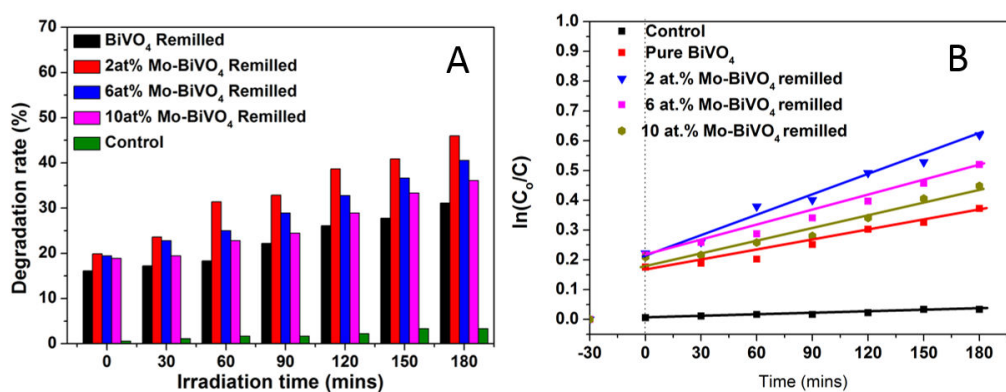 A
BiVO4 Remilled
2at% Mo-BiVO4 Remilled
6at% Mo-BiVO4 Remilled
10at% Mo-BiVO4 Remilled
Control
Degradation rate (%)
70
60
50
40
30
20
10
0
0 30 60 90 120 150 180
Irradiation time (mins)
B
Control
Pure BiVO4
2 at.% Mo-BiVO4 remilled
6 at.% Mo-BiVO4 remilled
10 at.% Mo-BiVO4 remilled
ln(Co/C)
1.0
0.9
0.8
0.7
0.6
0.5
0.4
0.3
0.2
0.1
0.0
-30 0 30 60 90 120 150 180
Time (mins)